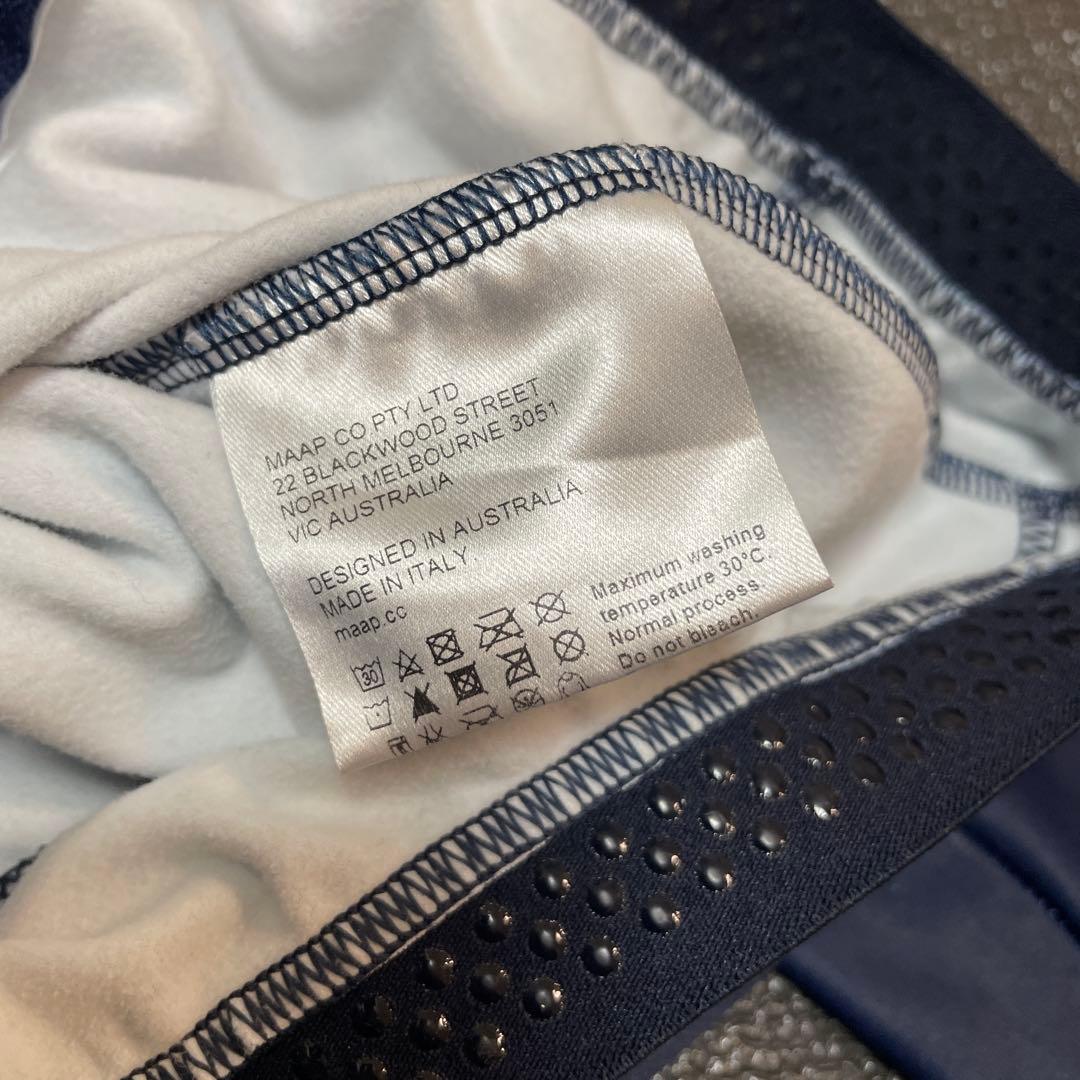 MAAP CO PTY LTD
22 BLACKWOOD STREET
NORTH MELBOURNE 3051
VIC AUSTRALIA
DESIGNED IN AUSTRALIA
MADE IN ITALY
maap.cc
30
Maximum washing
temperature 30°C.
Normal process.
Do not bleach.